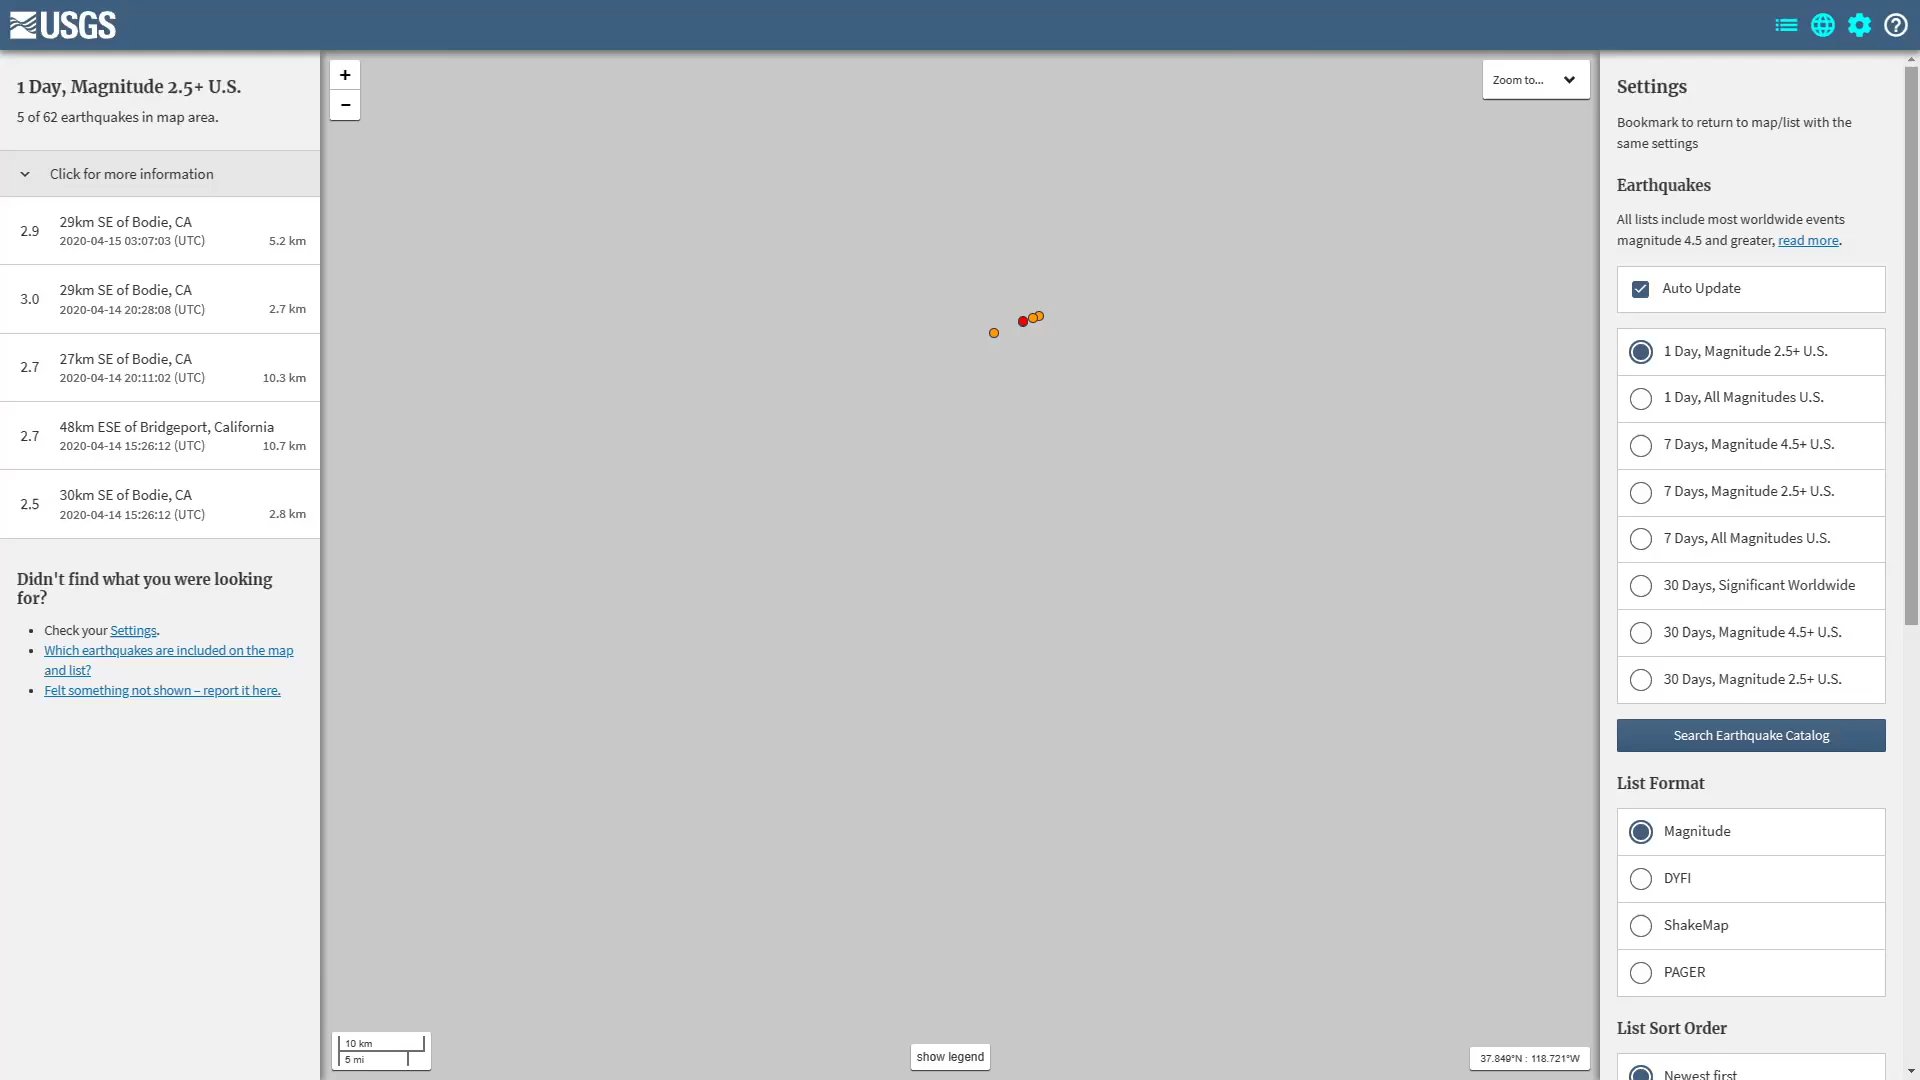 USGS
1 Day, Magnitude 2.5+ U.S.
5 of 62 earthquakes in map area.
Click for more information
2.9
29km SE of Bodie, CA
2020-04-15 03:07:03 (UTC)
5.2 km
3.0
29km SE of Bodie, CA
2020-04-14 20:28:08 (UTC)
2.7 km
2.7
27km SE of Bodie, CA
2020-04-14 20:11:02 (UTC)
10.3 km
2.7
48km ESE of Bridgeport, California
2020-04-14 15:26:12 (UTC)
10.7 km
2.5
30km SE of Bodie, CA
2020-04-14 15:26:12 (UTC)
2.8 km
Didn't find what you were looking
for?
Check your Settings.
Which earthquakes are included on the map
and list?
Felt something not shown – report it here.
+
−
Zoom to...
10 km
5 mi
show legend
37.849°N : 118.721°W
Settings
Bookmark to return to map/list with the
same settings
Earthquakes
All lists include most worldwide events
magnitude 4.5 and greater, read more.
Auto Update
1 Day, Magnitude 2.5+ U.S.
1 Day, All Magnitudes U.S.
7 Days, Magnitude 4.5+ U.S.
7 Days, Magnitude 2.5+ U.S.
7 Days, All Magnitudes U.S.
30 Days, Significant Worldwide
30 Days, Magnitude 4.5+ U.S.
30 Days, Magnitude 2.5+ U.S.
Search Earthquake Catalog
List Format
Magnitude
DYFI
ShakeMap
PAGER
List Sort Order
Newest first